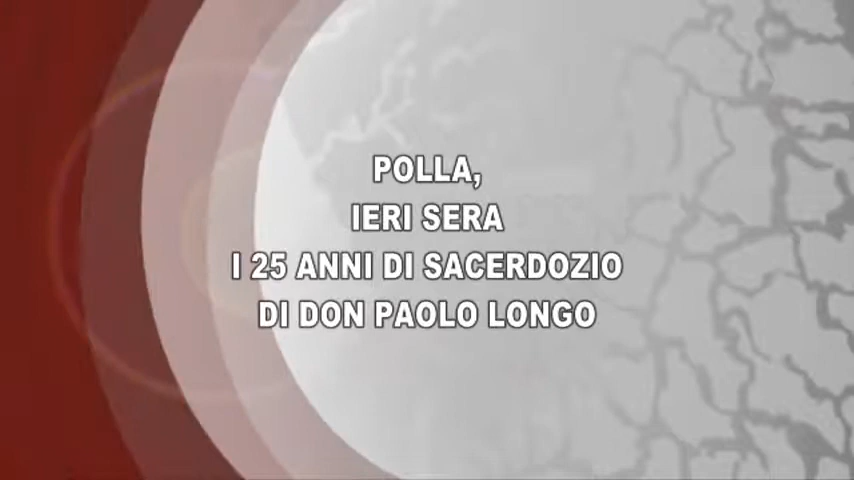 POLLA,
IERI SERA
I 25 ANNI DI SACERDOZIO
DI DON PAOLO LONGO